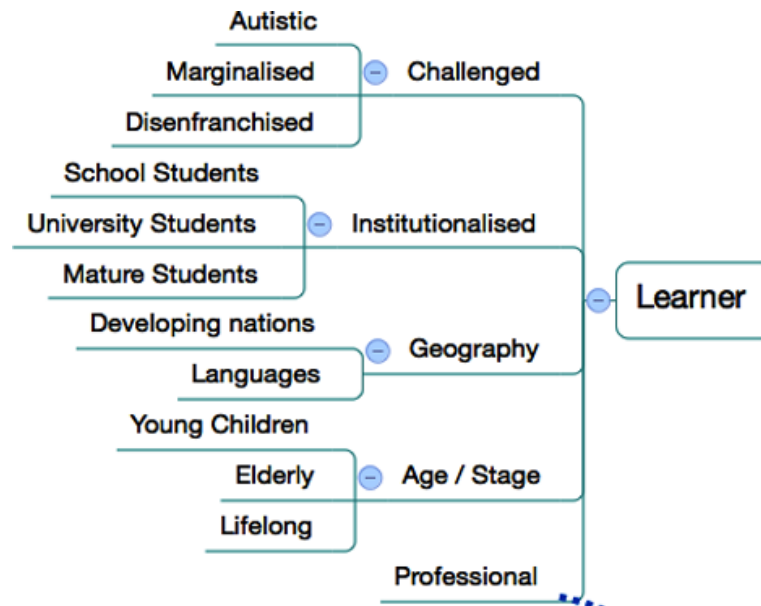 Autistic
Marginalised
Challenged
Disenfranchised
School Students
University Students
Institutionalised
Mature Students
Learner
Developing nations
Geography
Languages
Young Children
Elderly
Age / Stage
Lifelong
Professional